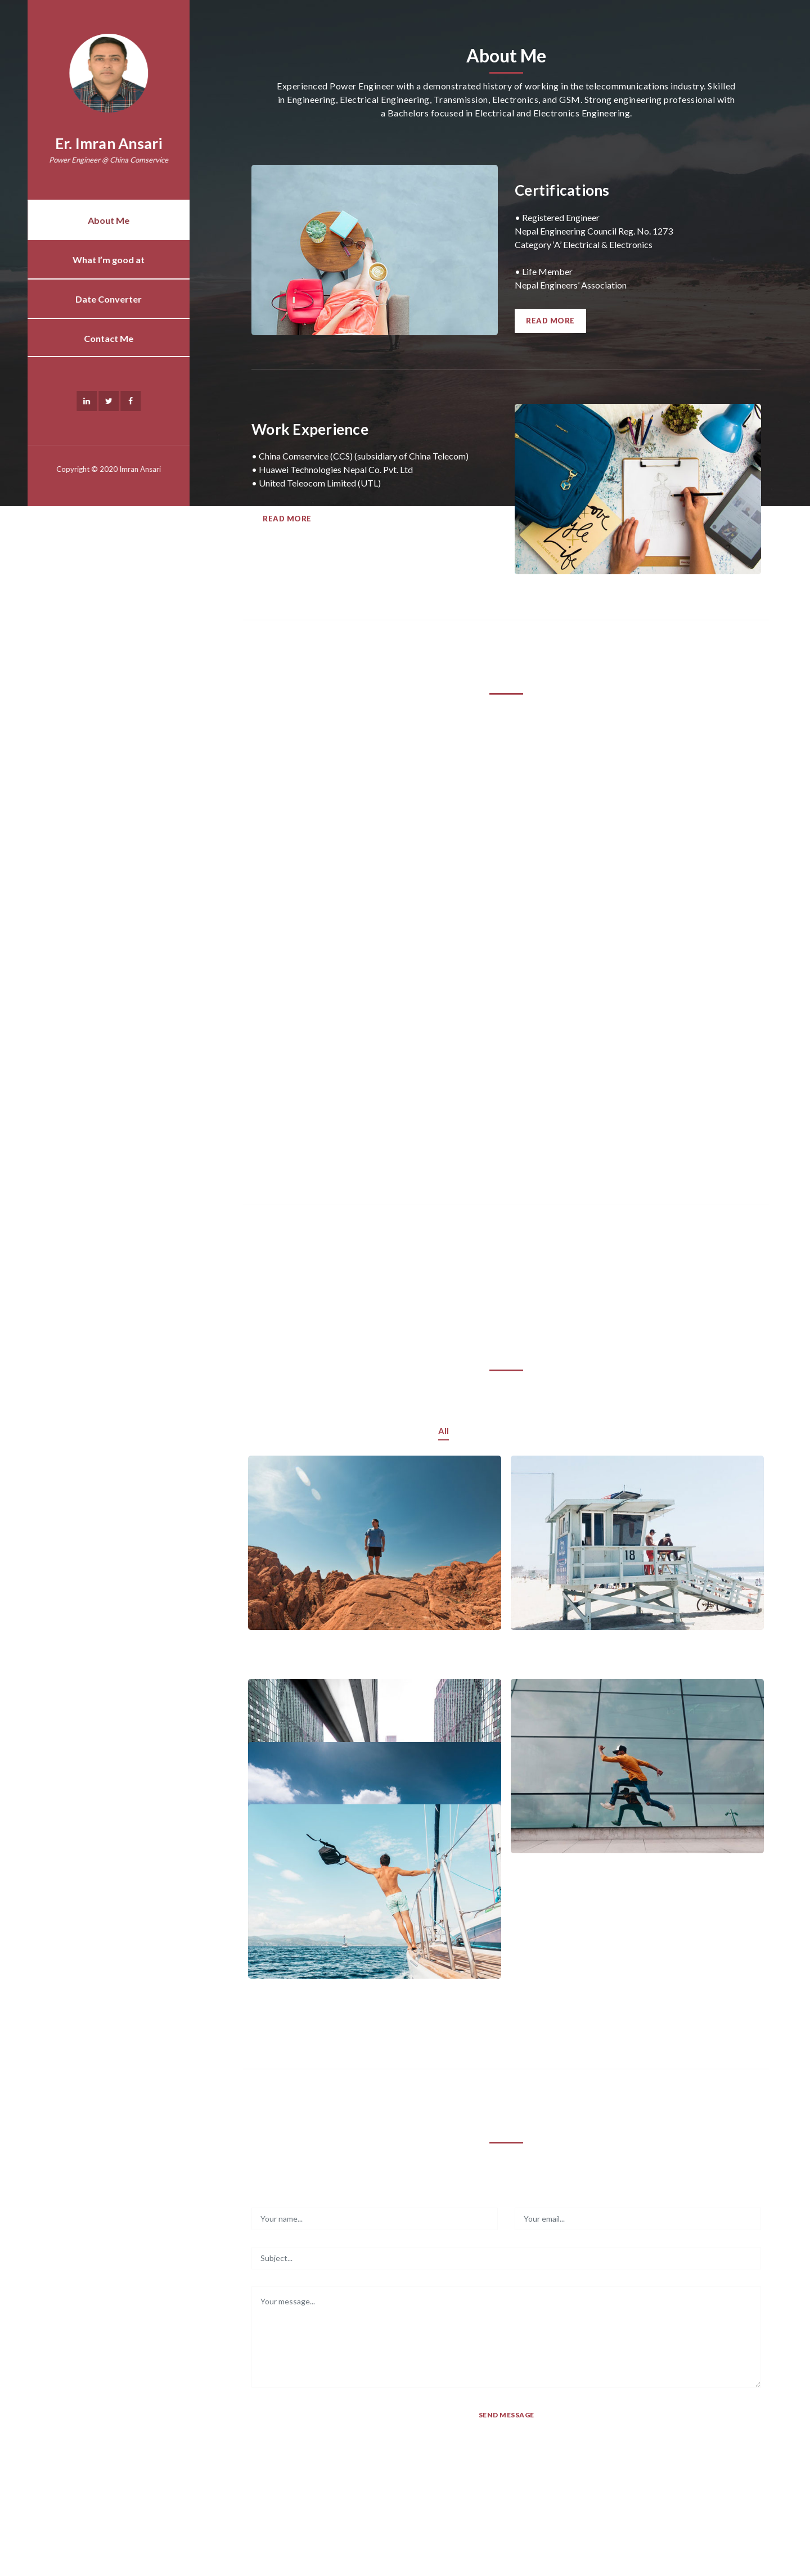 Er. Imran Ansari
Power Engineer @ China Comservice
About Me
What I'm good at
Date Converter
Contact Me
Copyright © 2020 Imran Ansari
About Me
Experienced Power Engineer with a demonstrated history of working in the telecommunications industry. Skilled
in Engineering, Electrical Engineering, Transmission, Electronics, and GSM. Strong engineering professional with
a Bachelors focused in Electrical and Electronics Engineering.
Certifications
• Registered Engineer
Nepal Engineering Council Reg. No. 1273
Category 'A' Electrical & Electronics
• Life Member
Nepal Engineers' Association
READ MORE
Work Experience
• China Comservice (CCS) (subsidiary of China Telecom)
• Huawei Technologies Nepal Co. Pvt. Ltd
• United Teleocom Limited (UTL)
READ MORE
All
18
Your name...
Your email...
Subject...
Your message...
SEND MESSAGE